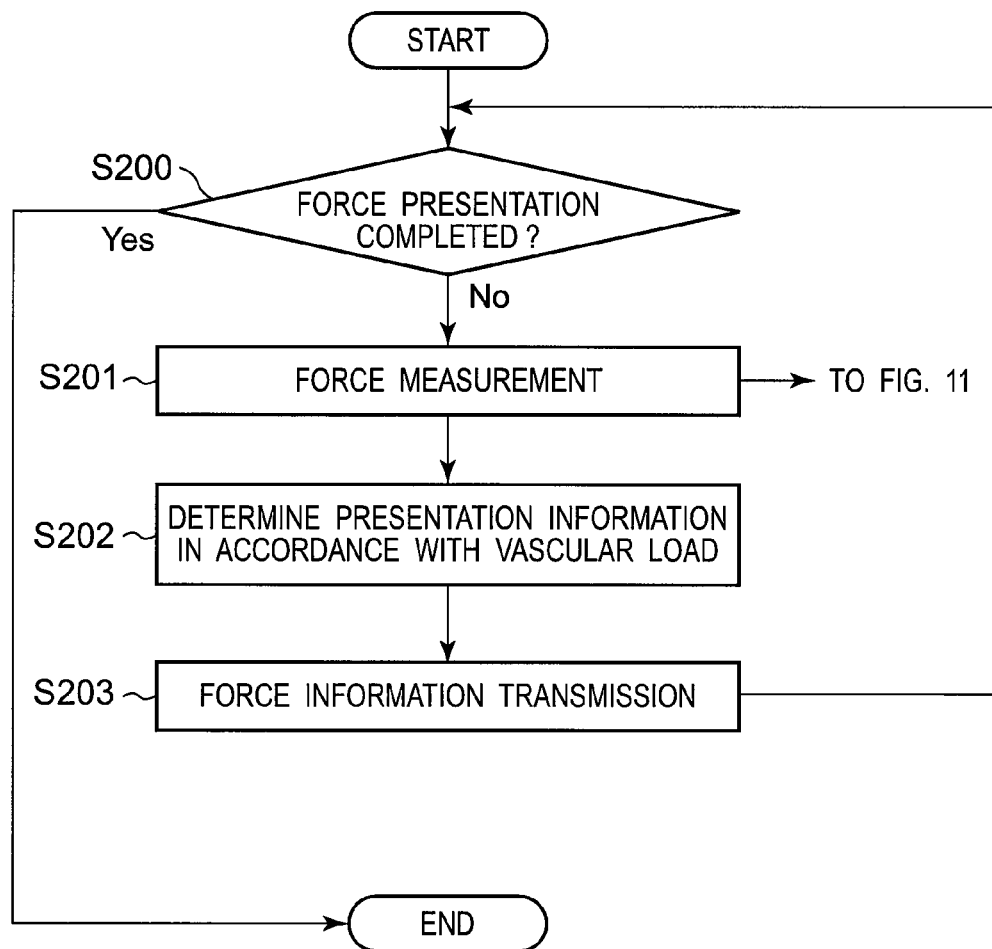 START
S200
FORCE PRESENTATION
COMPLETED ?
Yes
No
S201
FORCE MEASUREMENT
TO FIG. 11
S202
DETERMINE PRESENTATION INFORMATION
IN ACCORDANCE WITH VASCULAR LOAD
S203
FORCE INFORMATION TRANSMISSION
END